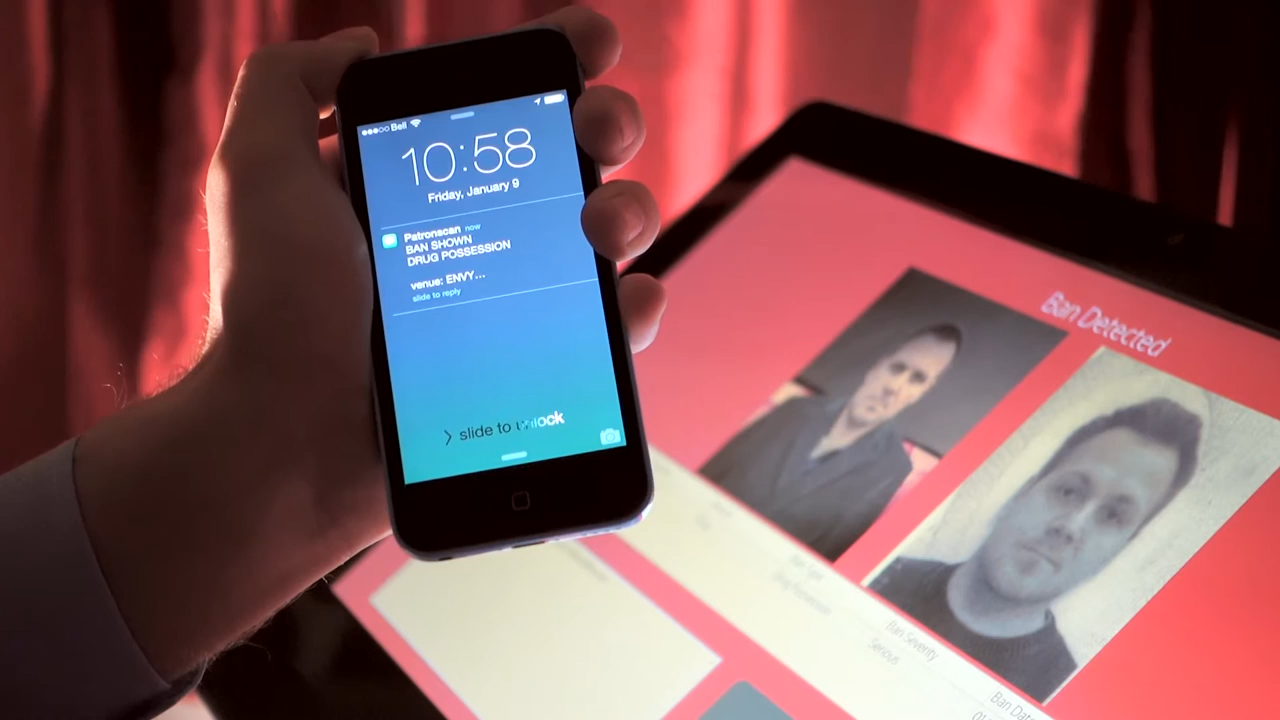 Bell
10:58
Friday, January 9
Patronscan now
BAN SHOWN
DRUG POSSESSION
venue: ENVY...
slide to reply
slide to unlock
Ban Detected
Ban Type
Drug Possession
Ban Severity
Serious
Ban Date